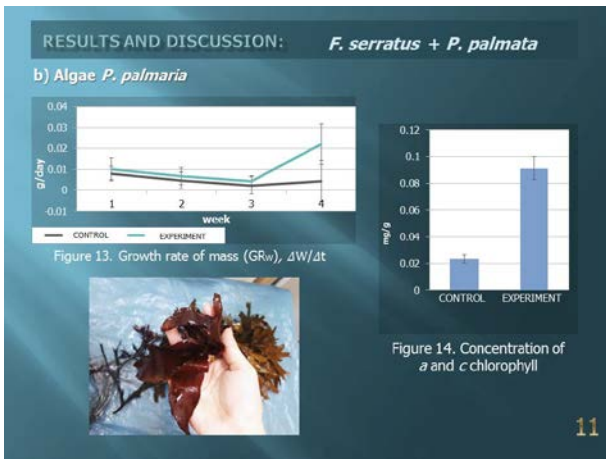 RESULTS AND DISCUSSION:
F. serratus + P. palmata
b) Algae P. palmaria
0.04
0.03
0.02
0.01
0
-0.01
g/day
1 2 3 4
week
CONTROL EXPERIMENT
Figure 13. Growth rate of mass (GRw), ΔW/Δt
0.12
0.1
0.08
0.06
0.04
0.02
0
mg/g
CONTROL EXPERIMENT
Figure 14. Concentration of
a and c chlorophyll
11